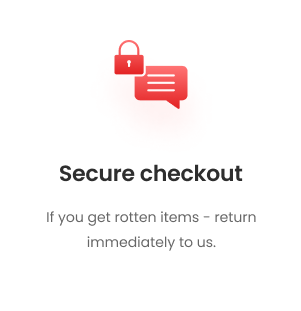 Secure checkout
If you get rotten items - return
immediately to us.